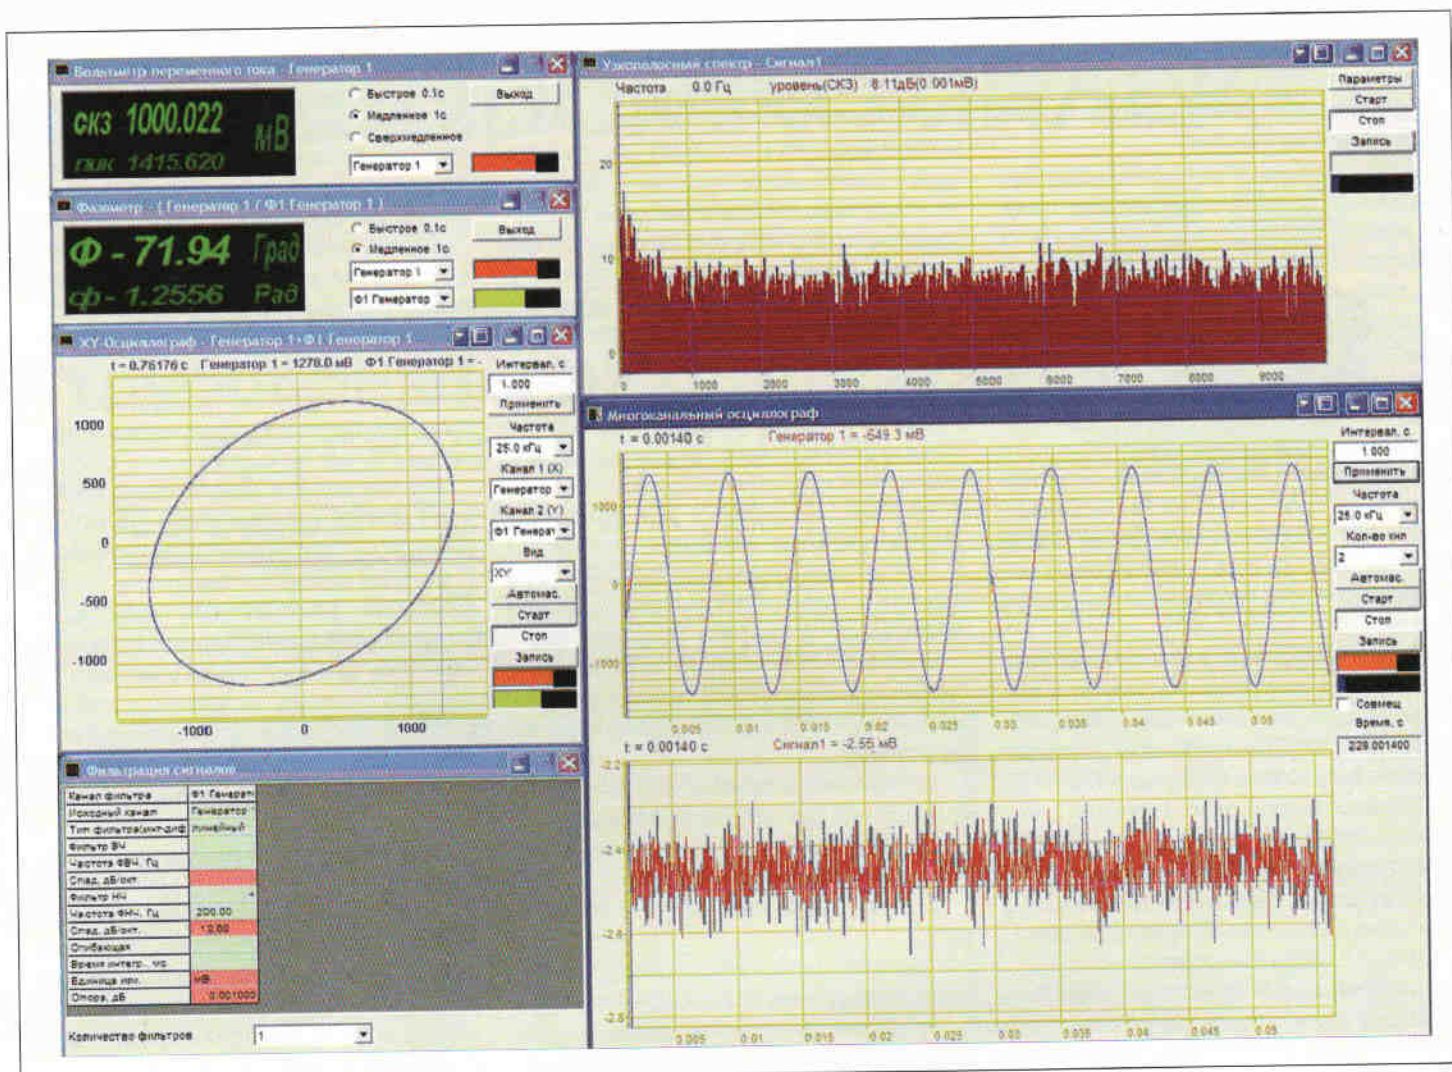 Вольтметр переменного тока - Генератор 1
СКЗ 1000.022 мВ
пик 1415.620
Быстрое 0.1с
Медленное 1с
Сверхмедленное
Генератор 1
Выход
Фазометр - ( Генератор 1 / Ф1 Генератор 1 )
Ф - 71.94 Град
ф - 1.2556 Рад
Быстрое 0.1с
Медленное 1с
Генератор 1
Ф1 Генератор
Выход
XY-Осциллограф - Генератор 1*Ф1 Генератор 1
t = 0.76176 с Генератор 1 = 1278.0 мВ Ф1 Генератор 1 = -
1000
500
0
-500
-1000
-1000 0 1000
Интервал, с
1.000
Применить
Частота
25.0 кГц
Канал 1 (X)
Генератор
Канал 2 (Y)
Ф1 Генерат
Вид
XY
Автомас.
Старт
Стоп
Запись
Фильтрация сигналов
Канал фильтра Ф1 Генерат
Исходный канал Генератор
Тип фильтра(инт-диф линейный
Фильтр ВЧ
Частота ФВЧ, Гц
Спад, дБ/окт
Фильтр НЧ
Частота ФНЧ, Гц 200.00
Спад, дБ/окт. 12.00
Огибающая
Время интегр., мс
Единица изм. мВ
Опора, дБ 0.001000
Количество фильтров 1
Узкополосный спектр - Сигнал1
Частота 0.0 Гц уровень(СКЗ) 8.11дБ(0.001мВ)
20
10
0
0 1000 2000 3000 4000 5000 6000 7000 8000 9000
Параметры
Старт
Стоп
Запись
Многоканальный осциллограф
t = 0.00140 с Генератор 1 = -649.3 мВ
1000
0
-1000
0.005 0.01 0.015 0.02 0.025 0.03 0.035 0.04 0.045 0.05
t = 0.00140 с Сигнал1 = -2.55 мВ
-2.2
-2.4
-2.6
-2.8
0.005 0.01 0.015 0.02 0.025 0.03 0.035 0.04 0.045 0.05
Интервал, с
1.000
Применить
Частота
25.0 кГц
Кол-во кнл
2
Автомас.
Старт
Стоп
Запись
Совмещ
Время, с
229.001400